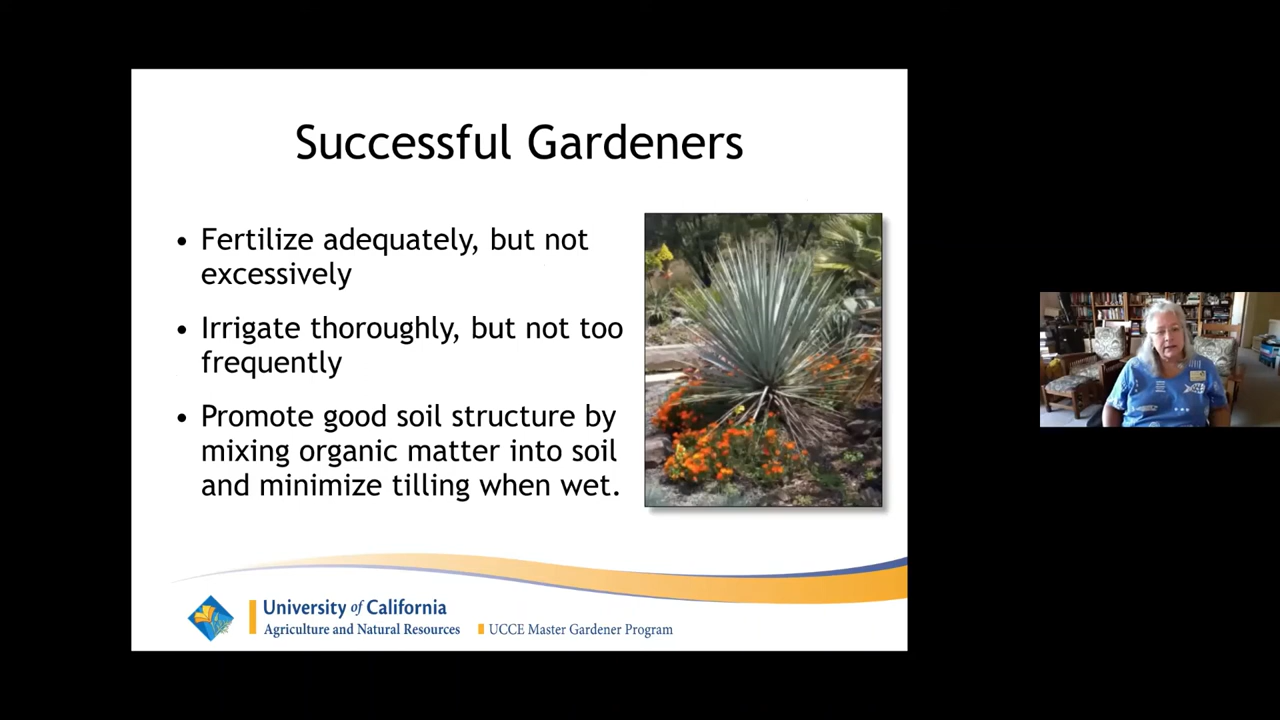 Successful Gardeners
• Fertilize adequately, but not
excessively
• Irrigate thoroughly, but not too
frequently
• Promote good soil structure by
mixing organic matter into soil
and minimize tilling when wet.
University of California
Agriculture and Natural Resources
UCCE Master Gardener Program